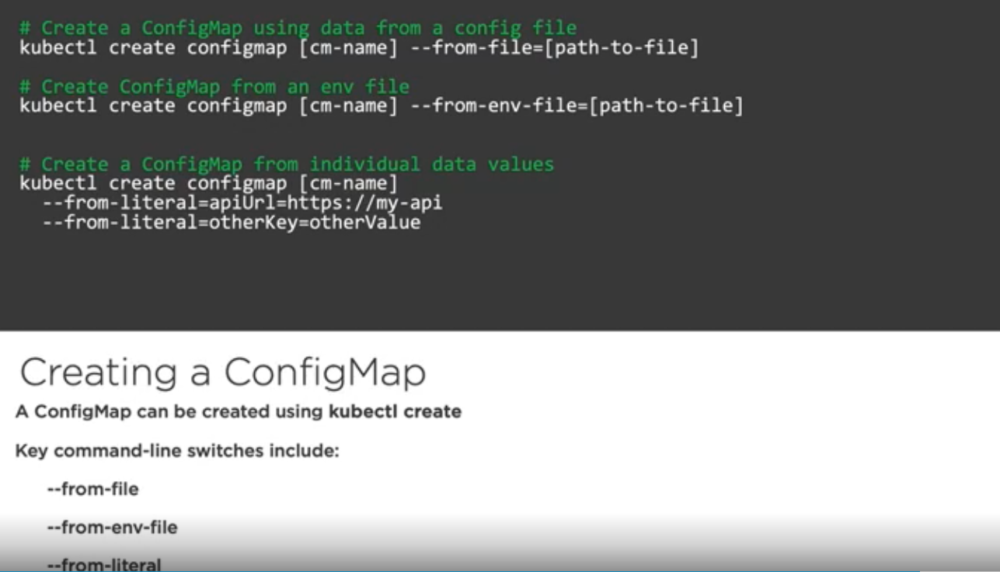 # Create a ConfigMap using data from a config file
kubectl create configmap [cm-name] --from-file=[path-to-file]
# Create ConfigMap from an env file
kubectl create configmap [cm-name] --from-env-file=[path-to-file]
# Create a ConfigMap from individual data values
kubectl create configmap [cm-name]
--from-literal=apiUrl=https://my-api
--from-literal=otherKey=otherValue
Creating a ConfigMap
A ConfigMap can be created using kubectl create
Key command-line switches include:
--from-file
--from-env-file
--from-literal